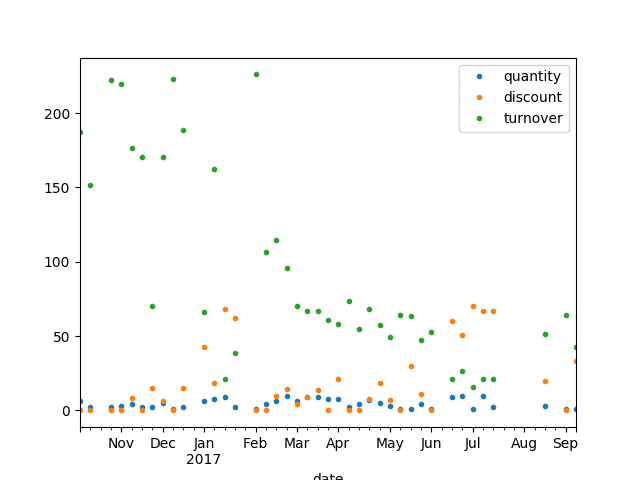 quantity
discount
turnover
200
150
100
50
0
Nov Dec Jan Feb Mar Apr May Jun Jul Aug Sep
2017
date